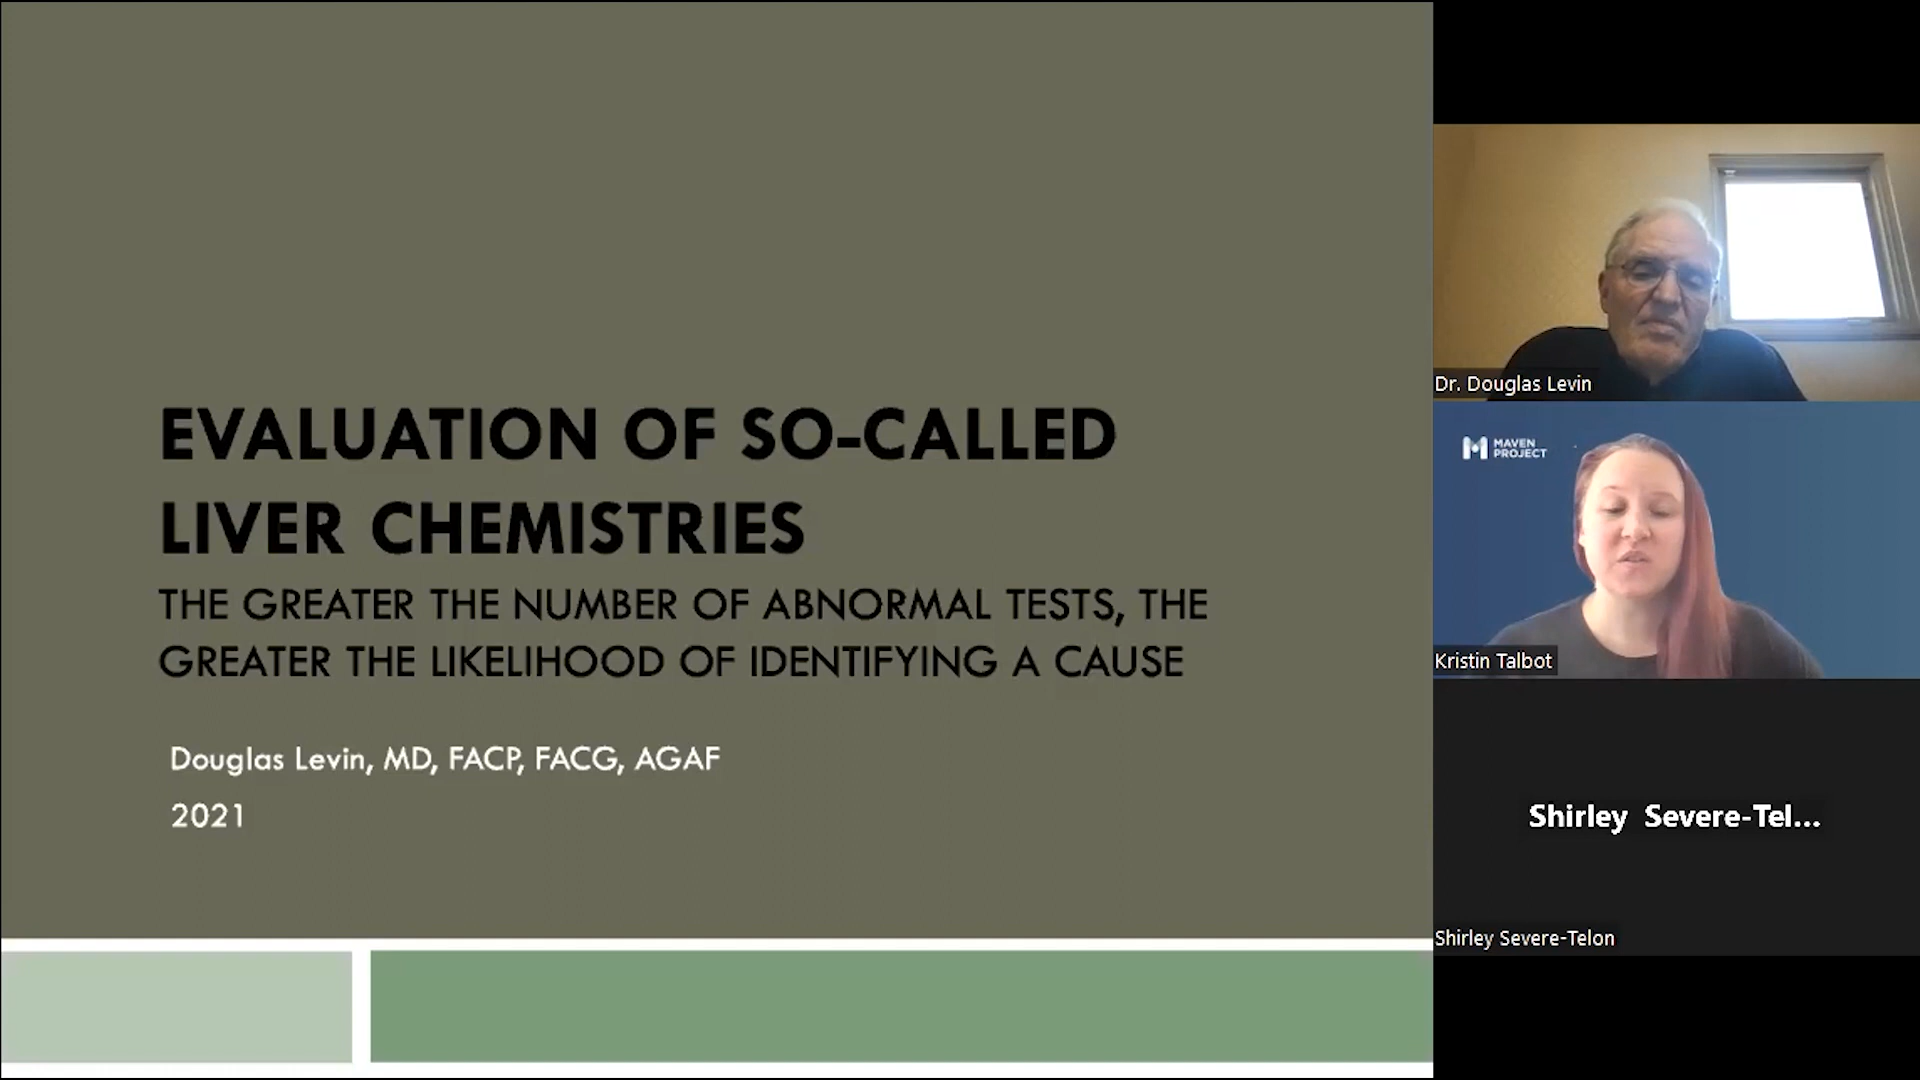 EVALUATION OF SO-CALLED
LIVER CHEMISTRIES
THE GREATER THE NUMBER OF ABNORMAL TESTS, THE
GREATER THE LIKELIHOOD OF IDENTIFYING A CAUSE
Douglas Levin, MD, FACP, FACG, AGAF
2021
Dr. Douglas Levin
MAVEN
PROJECT
Kristin Talbot
Shirley Severe-Tel...
Shirley Severe-Telon